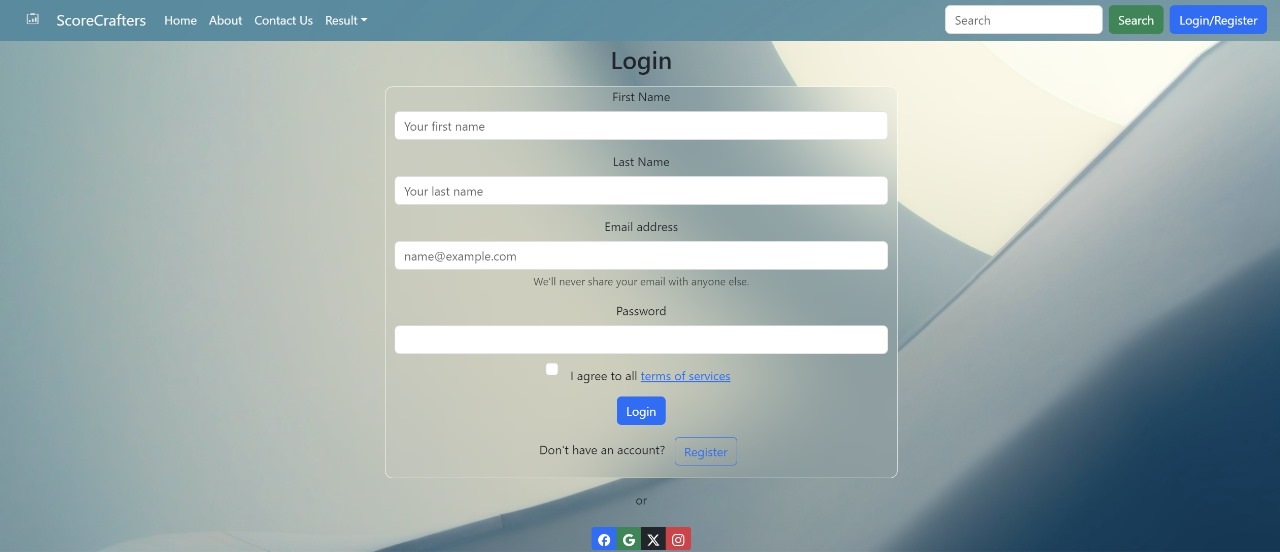 ScoreCrafters Home About Contact Us Result Search Search Login/Register
Login
First Name
Your first name
Last Name
Your last name
Email address
name@example.com
We'll never share your email with anyone else.
Password
I agree to all terms of services
Login
Don't have an account? Register
or